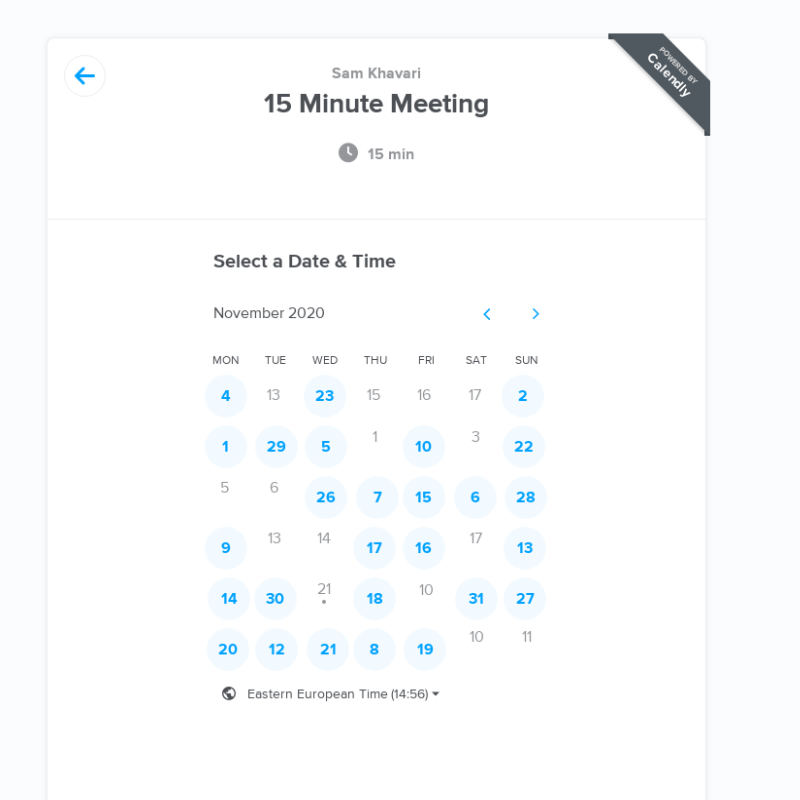 POWERED BY
Calendly
Sam Khavari
15 Minute Meeting
15 min
Select a Date & Time
November 2020
MON TUE WED THU FRI SAT SUN
4 13 23 15 16 17 2
1 29 5 1 10 3 22
5 6 26 7 15 6 28
9 13 14 17 16 17 13
14 30 21 18 10 31 27
20 12 21 8 19 10 11
Eastern European Time (14:56)